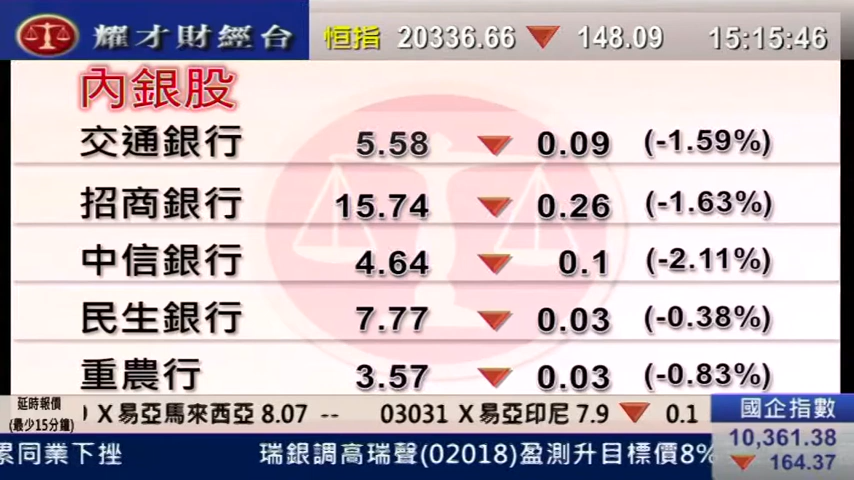 耀才財經台 恒指 20336.66 ▼ 148.09 15:15:46
內銀股
交通銀行 5.58 ▼ 0.09 (-1.59%)
招商銀行 15.74 ▼ 0.26 (-1.63%)
中信銀行 4.64 ▼ 0.1 (-2.11%)
民生銀行 7.77 ▼ 0.03 (-0.38%)
重農行 3.57 ▼ 0.03 (-0.83%)
延時報價
(最少15分鐘)
X易亞馬來西亞 8.07 -- 03031 X易亞印尼 7.9 ▼ 0.1
國企指數
10,361.38
▼ 164.37
累同業下挫 瑞銀調高瑞聲(02018)盈測升目標價8%